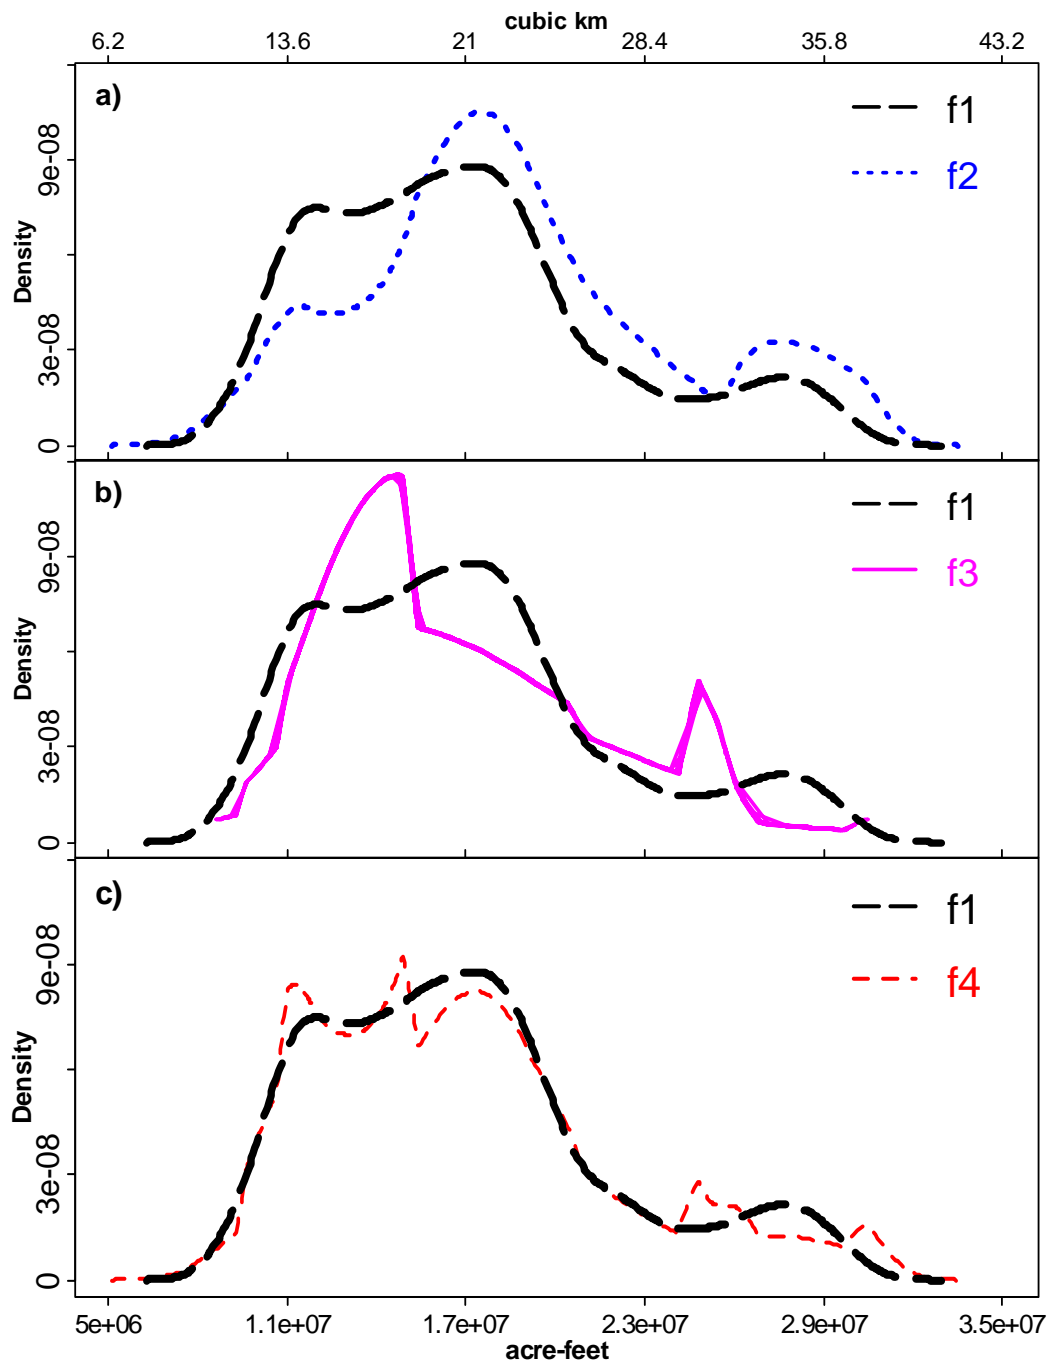 cubic km
6.2 13.6 21 28.4 35.8 43.2
a)
f1
f2
Density
0 3e-08 9e-08
b)
f1
f3
Density
0 3e-08 9e-08
c)
f1
f4
Density
0 3e-08 9e-08
5e+06 1.1e+07 1.7e+07 2.3e+07 2.9e+07 3.5e+07
acre-feet